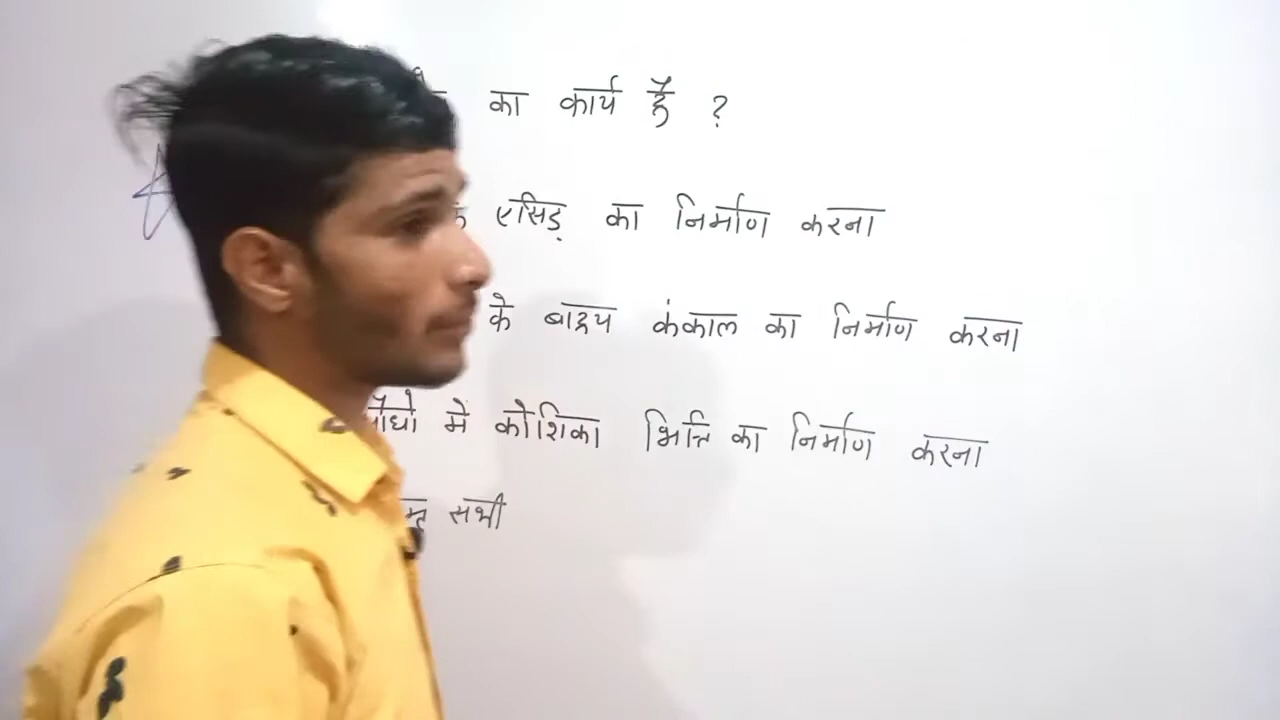 का कार्य है ?
एसिड़ का निर्माण करना
के बाह्य कंकाल का निर्माण करना
में कोशिका भित्ति का निर्माण करना
सभी